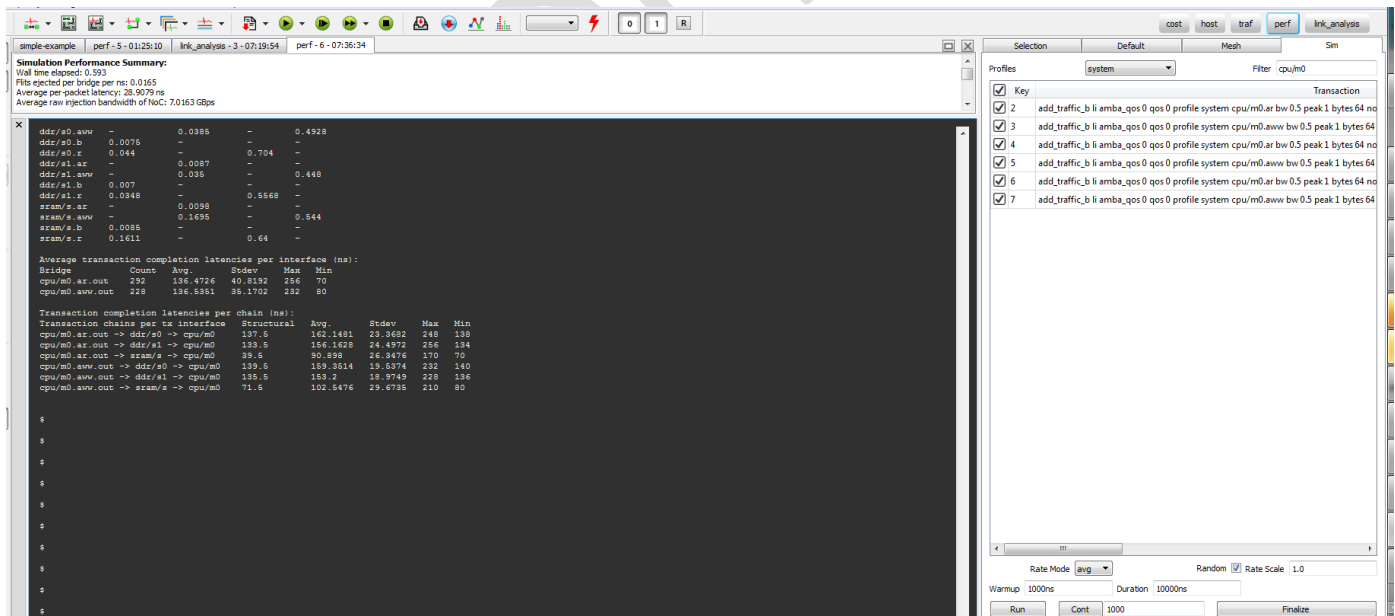 0 1 R cost host traf perf link_analysis
simple-example perf - 5 - 01:25:10 link_analysis - 3 - 07:19:54 perf - 6 - 07:36:34
Simulation Performance Summary:
Wall time elapsed: 0.593
Flits ejected per bridge per ns: 0.0165
Average per-packet latency: 28.9079 ns
Average raw injection bandwidth of NoC: 7.0163 GBps
ddr/s0.aww - 0.0385 - 0.4928
ddr/s0.b 0.0075 - - -
ddr/s0.r 0.044 - 0.704 -
ddr/s1.ar - 0.0087 - -
ddr/s1.aww - 0.035 - 0.448
ddr/s1.b 0.007 - - -
ddr/s1.r 0.0348 - 0.5568 -
sram/s.ar - 0.0098 - -
sram/s.aww - 0.1695 - 0.544
sram/s.b 0.0085 - - -
sram/s.r 0.1611 - 0.64 -
Average transaction completion latencies per interface (ns):
Bridge Count Avg. Stdev Max Min
cpu/m0.ar.out 292 136.4726 40.8192 256 70
cpu/m0.aww.out 228 136.5351 35.1702 232 80
Transaction completion latencies per chain (ns):
Transaction chains per tx interface Structural Avg. Stdev Max Min
cpu/m0.ar.out -> ddr/s0 -> cpu/m0 137.5 162.1481 23.3682 248 138
cpu/m0.ar.out -> ddr/s1 -> cpu/m0 133.5 156.1628 24.4972 256 134
cpu/m0.ar.out -> sram/s -> cpu/m0 39.5 90.898 26.3476 170 70
cpu/m0.aww.out -> ddr/s0 -> cpu/m0 139.5 159.3514 19.5374 232 140
cpu/m0.aww.out -> ddr/s1 -> cpu/m0 135.5 153.2 18.9749 228 136
cpu/m0.aww.out -> sram/s -> cpu/m0 71.5 102.5476 29.6735 210 80
$
$
$
$
$
$
$
$
$
$
Selection Default Mesh Sim
Profiles system Filter cpu/m0
Key Transaction
2 add_traffic_b li amba_qos 0 qos 0 profile system cpu/m0.ar bw 0.5 peak 1 bytes 64 no
3 add_traffic_b li amba_qos 0 qos 0 profile system cpu/m0.aww bw 0.5 peak 1 bytes 64
4 add_traffic_b li amba_qos 0 qos 0 profile system cpu/m0.ar bw 0.5 peak 1 bytes 64 no
5 add_traffic_b li amba_qos 0 qos 0 profile system cpu/m0.aww bw 0.5 peak 1 bytes 64
6 add_traffic_b li amba_qos 0 qos 0 profile system cpu/m0.ar bw 0.5 peak 1 bytes 64 no
7 add_traffic_b li amba_qos 0 qos 0 profile system cpu/m0.aww bw 0.5 peak 1 bytes 64
Rate Mode avg Random Rate Scale 1.0
Warmup 1000ns Duration 10000ns
Run Cont 1000 Finalize